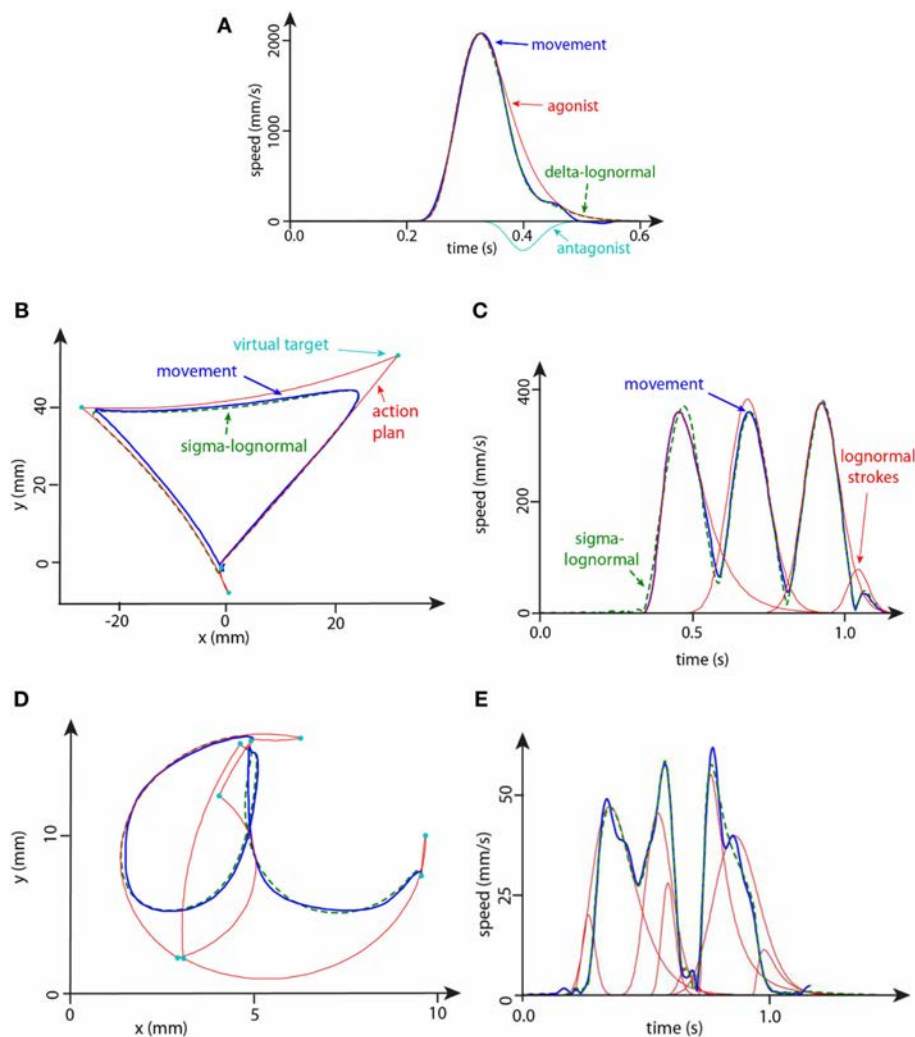 A
2000
1000
0
speed (mm/s)
movement
agonist
delta-lognormal
antagonist
0.0
0.2
0.4
0.6
time (s)
B
virtual target
movement
action
plan
sigma-lognormal
40
20
0
y (mm)
-20
0
20
x (mm)
C
400
200
0
speed (mm/s)
movement
lognormal
strokes
sigma-
lognormal
0.0
0.5
1.0
time (s)
D
10
0
y (mm)
0
5
10
x (mm)
E
50
25
0
speed (mm/s)
0.0
1.0
time (s)